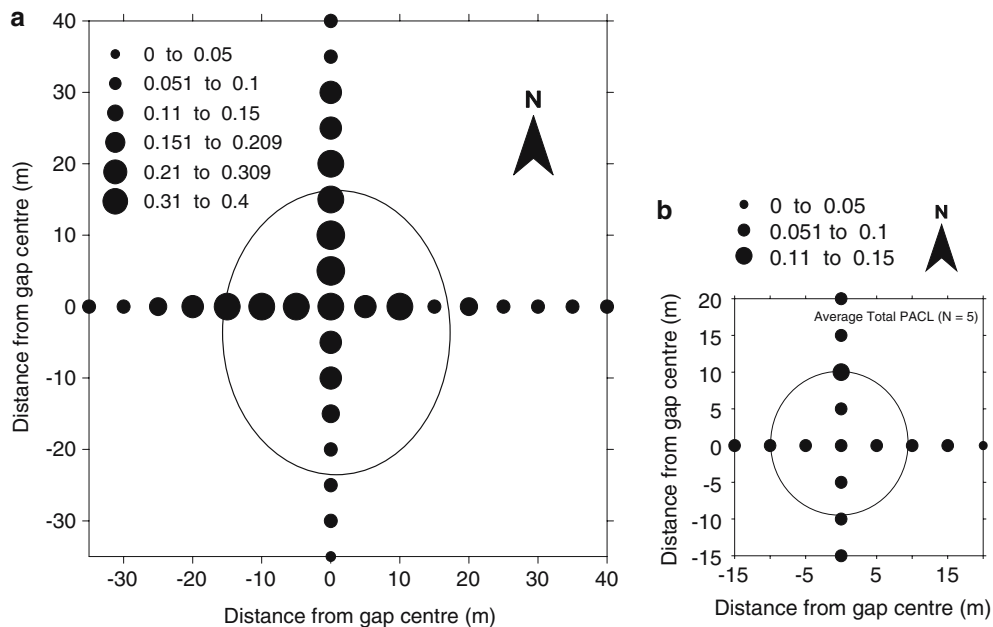 a
0 to 0.05
0.051 to 0.1
0.11 to 0.15
0.151 to 0.209
0.21 to 0.309
0.31 to 0.4
N
40
30
20
10
0
-10
-20
-30
Distance from gap centre (m)
-30
-20
-10
0
10
20
30
40
Distance from gap centre (m)
b
0 to 0.05
0.051 to 0.1
0.11 to 0.15
N
Average Total PACL (N = 5)
20
15
10
5
0
-5
-10
-15
Distance from gap centre (m)
-15
-5
5
15
Distance from gap centre (m)